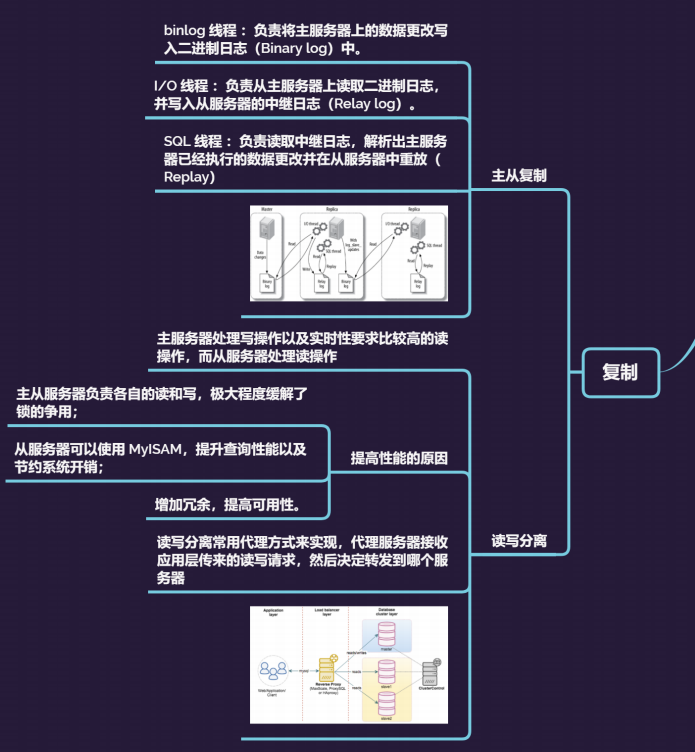 binlog 线程： 负责将主服务器上的数据更改写
入二进制日志（Binary log）中。
I/O 线程： 负责从主服务器上读取二进制日志，
并写入从服务器的中继日志（Relay log）。
SQL 线程： 负责读取中继日志，解析出主服务
器已经执行的数据更改并在从服务器中重放（
Replay）
主从复制
Master
Replica
Replica
I/O thread
I/O thread
SQL thread
SQL thread
Data
changes
With
log_slave_
updates
Read
Read
Read
Read
Write
Replay
Replay
Binary
log
Relay
log
Binary
log
Relay
log
主服务器处理写操作以及实时性要求比较高的读
操作，而从服务器处理读操作
复制
主从服务器负责各自的读和写，极大程度缓解了
锁的争用；
从服务器可以使用 MyISAM，提升查询性能以及
节约系统开销；
提高性能的原因
增加冗余，提高可用性。
读写分离常用代理方式来实现，代理服务器接收
应用层传来的读写请求，然后决定转发到哪个服
务器
读写分离
Application
layer
Load balancer
layer
Database
cluster layer
master
reads/writes
mysql
reads
slave1
reads
slave2
Web/Application/
Client
Reverse Proxy
(MaxScale, ProxySQL
or HAproxy)
ClusterControl